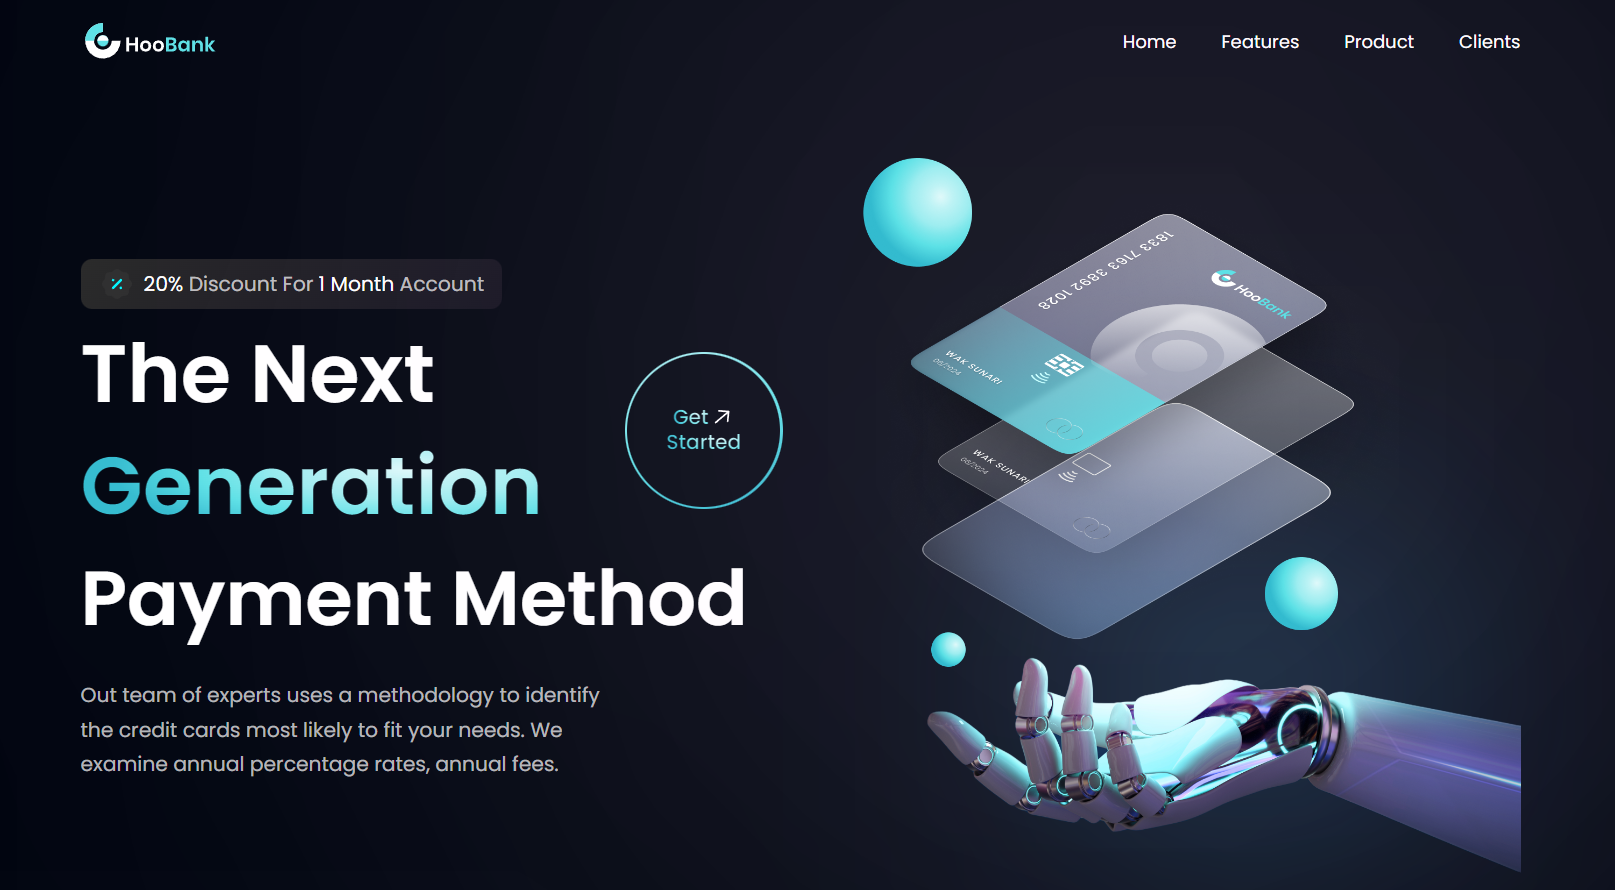 HooBank
Home Features Product Clients
20% Discount For 1 Month Account
The Next
Generation
Payment Method
Get
Started
Out team of experts uses a methodology to identify
the credit cards most likely to fit your needs. We
examine annual percentage rates, annual fees.
1833 7163 3892 1028
HooBank
WAK SUNARI
08/2024
WAK SUNARI
08/2024